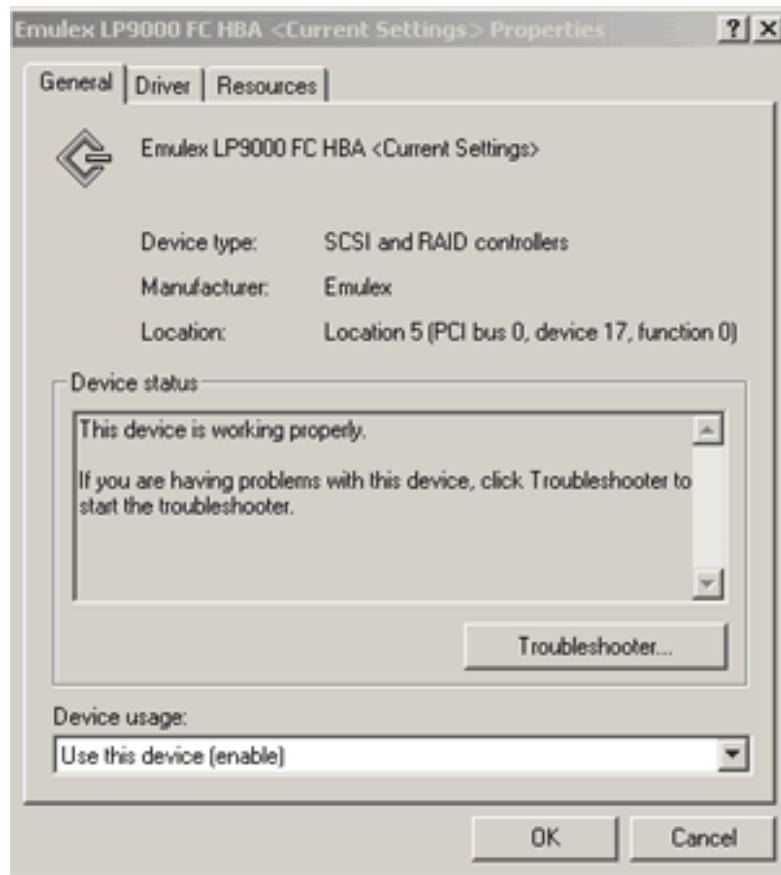 Emulex LP9000 FC HBA <Current Settings> Properties
General
Driver
Resources
Emulex LP9000 FC HBA <Current Settings>
Device type: SCSI and RAID controllers
Manufacturer: Emulex
Location: Location 5 (PCI bus 0, device 17, function 0)
Device status
This device is working properly.
If you are having problems with this device, click Troubleshooter to
start the troubleshooter.
Troubleshooter...
Device usage:
Use this device (enable)
OK
Cancel